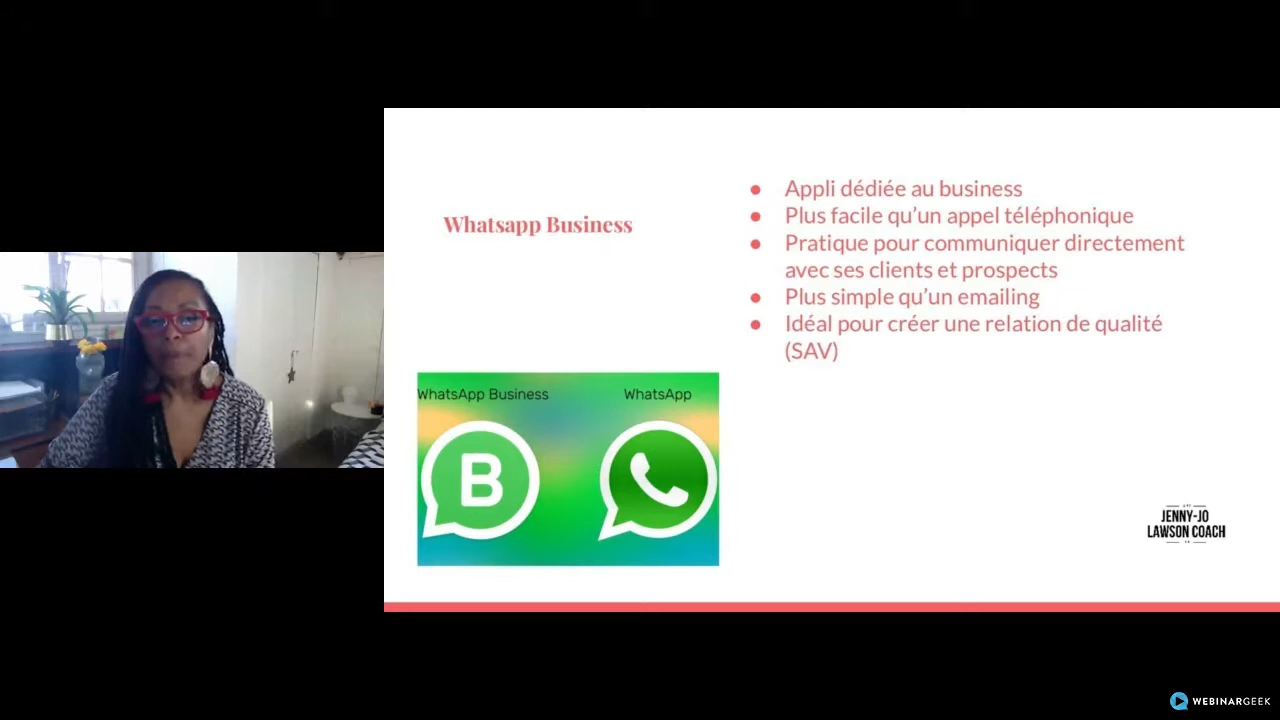 Whatsapp Business
● Appli dédiée au business
● Plus facile qu’un appel téléphonique
● Pratique pour communiquer directement
avec ses clients et prospects
● Plus simple qu’un emailing
● Idéal pour créer une relation de qualité
(SAV)
WhatsApp Business
WhatsApp
B
JENNY-JO
LAWSON COACH
WEBINARGEEK